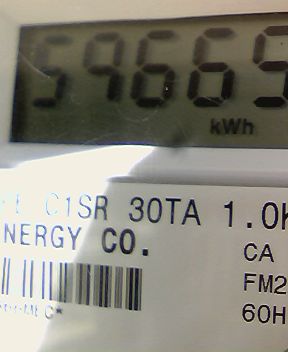 59665
kWh
C1SR 30TA 1.0
NERGY CO.
CA
FM2
60H